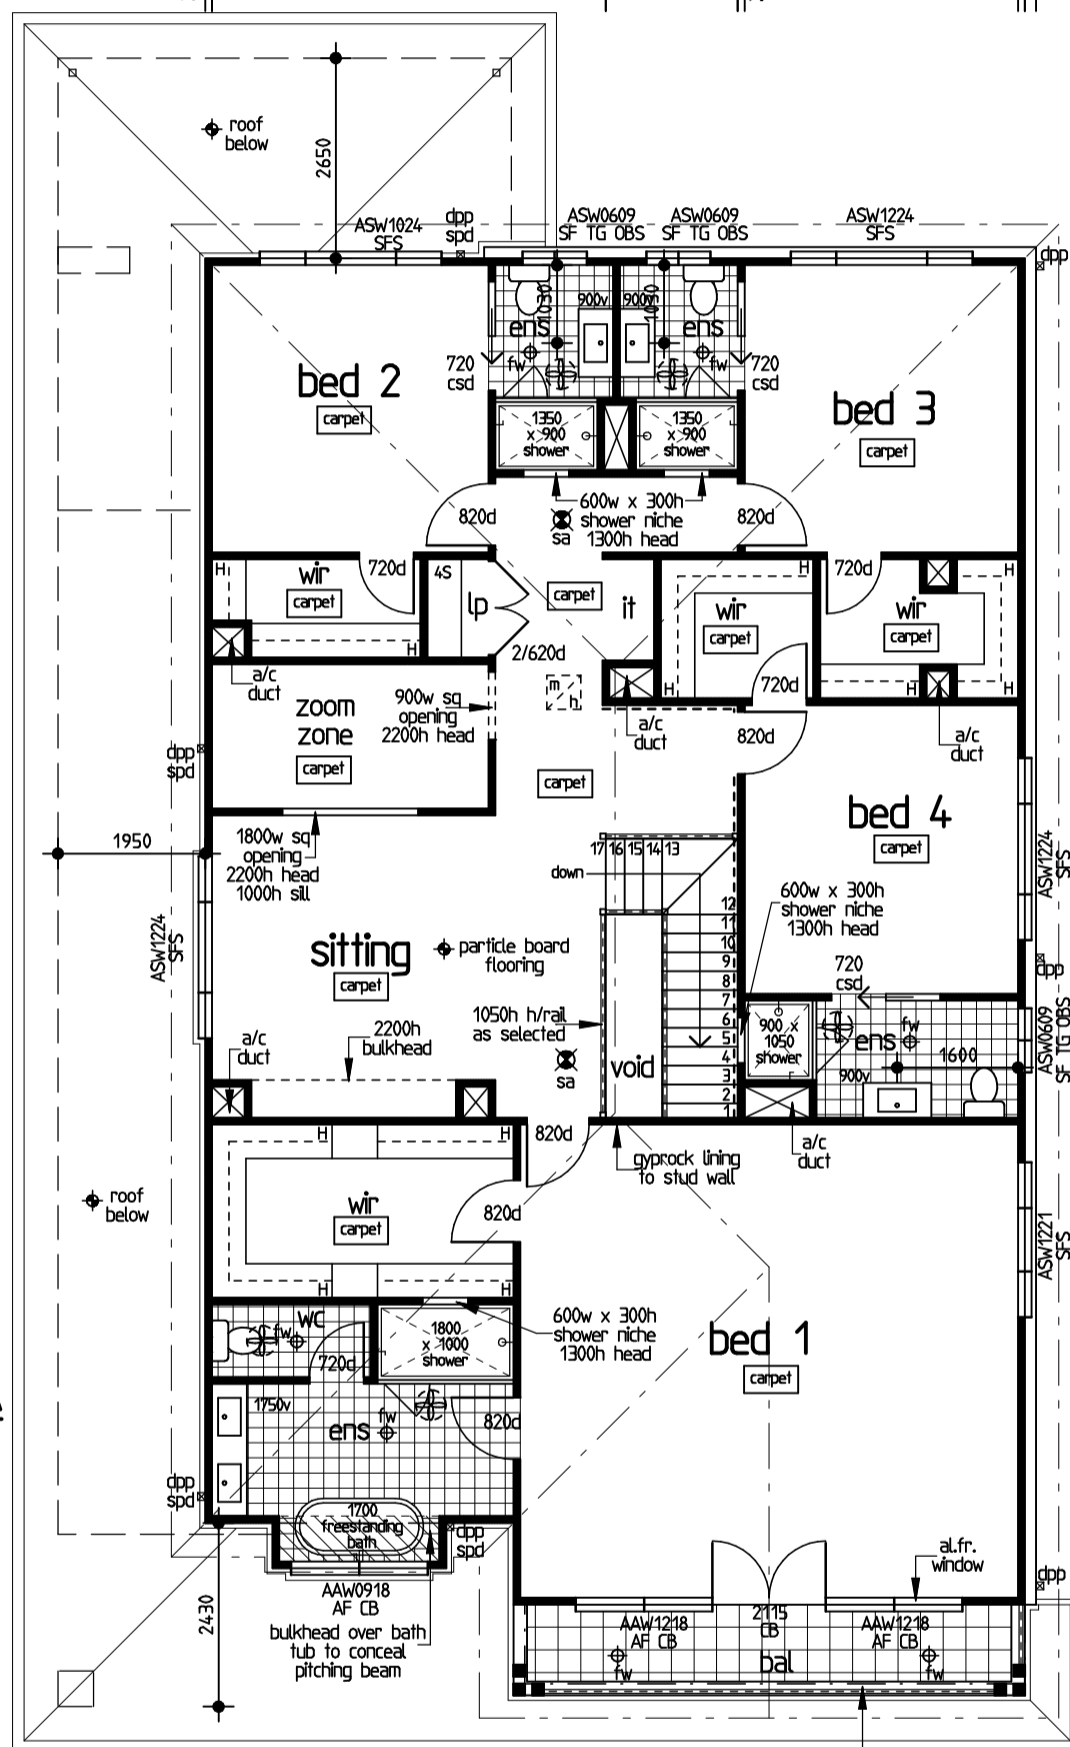 roof
below
2650
ASW1024
SFS
dpp
spd
ASW0609
SF TG OBS
ASW0609
SF TG OBS
ASW1224
SFS
dpp
1030
900v
900v
1030
ens
ens
fw
fw
720
csd
720
csd
bed 2
carpet
bed 3
carpet
1350
x 900
shower
1350
x 900
shower
820d
600w x 300h
shower niche
1300h head
sa
820d
H
wir
carpet
720d
4S
lp
carpet
it
H
wir
carpet
720d
wir
carpet
H
H
2/620d
H
720d
H
H
a/c
duct
zoom
zone
carpet
900w sq
opening
2200h head
m
h
a/c
duct
820d
a/c
duct
dpp
spd
carpet
bed 4
carpet
1950
1800w sq
opening
2200h head
1000h sill
17 16 15 14 13
down
12
11
10
9
8
7
6
5
4
3
2
1
600w x 300h
shower niche
1300h head
ASW1224
SFS
ASW1224
SFS
sitting
carpet
particle board
flooring
720
csd
dpp
1050h h/rail
as selected
a/c
duct
2200h
bulkhead
sa
void
900 x
1050
shower
ens
fw
1600
900v
ASW0609
SF TG OBS
820d
gyprock lining
to stud wall
a/c
duct
H
H
wir
carpet
820d
H
H
roof
below
ASW1221
SFS
WC
fw
720d
1800
x 1000
shower
600w x 300h
shower niche
1300h head
bed 1
carpet
1750v
fw
ens
820d
dpp
spd
1700
freestanding
bath
dpp
spd
al.fr.
window
dpp
2430
AAW0918
AF CB
bulkhead over bath
tub to conceal
pitching beam
AAW1218
AF CB
2115
CB
AAW1218
AF CB
fw
bal
fw